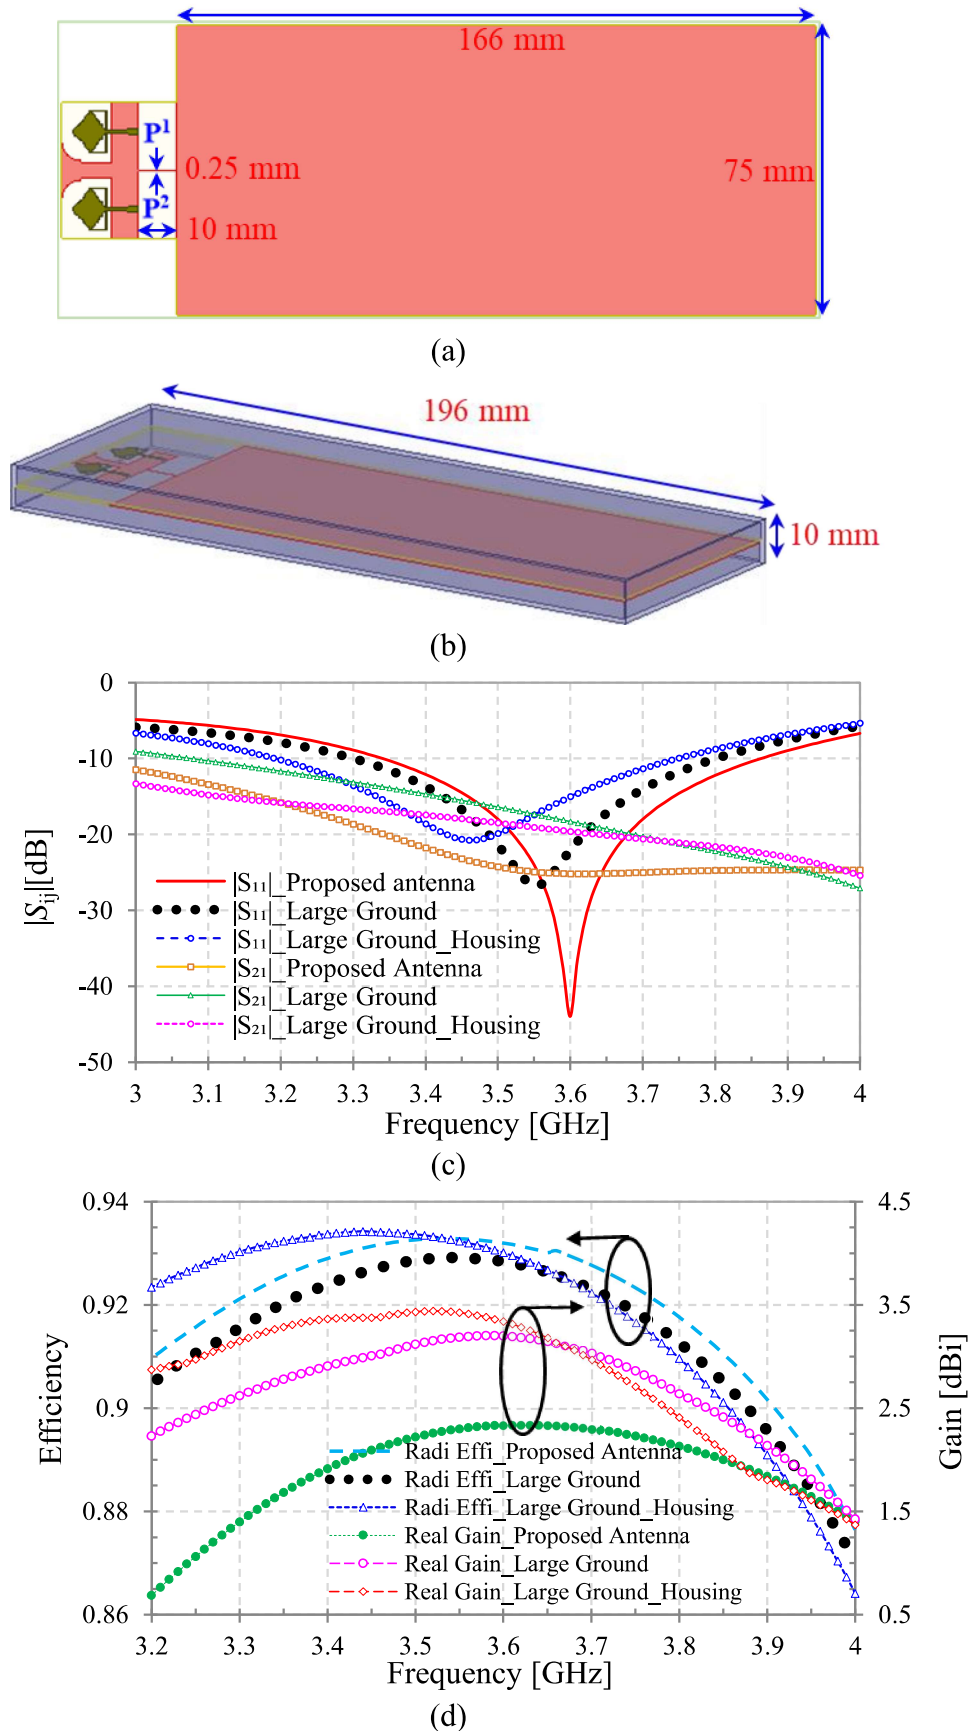 166 mm
P1
0.25 mm
75 mm
P2
10 mm
(a)
196 mm
10 mm
(b)
0
-10
-20
-30
-40
-50
|Sij|[dB]
|S11|_Proposed antenna
|S11|_Large Ground
|S11|_Large Ground_Housing
|S21|_Proposed Antenna
|S21|_Large Ground
|S21|_Large Ground_Housing
3 3.1 3.2 3.3 3.4 3.5 3.6 3.7 3.8 3.9 4
Frequency [GHz]
(c)
0.94
0.92
0.9
0.88
0.86
Efficiency
4.5
3.5
2.5
1.5
0.5
Gain [dBi]
Radi Effi_Proposed Antenna
Radi Effi_Large Ground
Radi Effi_Large Ground_Housing
Real Gain_Proposed Antenna
Real Gain_Large Ground
Real Gain_Large Ground_Housing
3.2 3.3 3.4 3.5 3.6 3.7 3.8 3.9 4
Frequency [GHz]
(d)